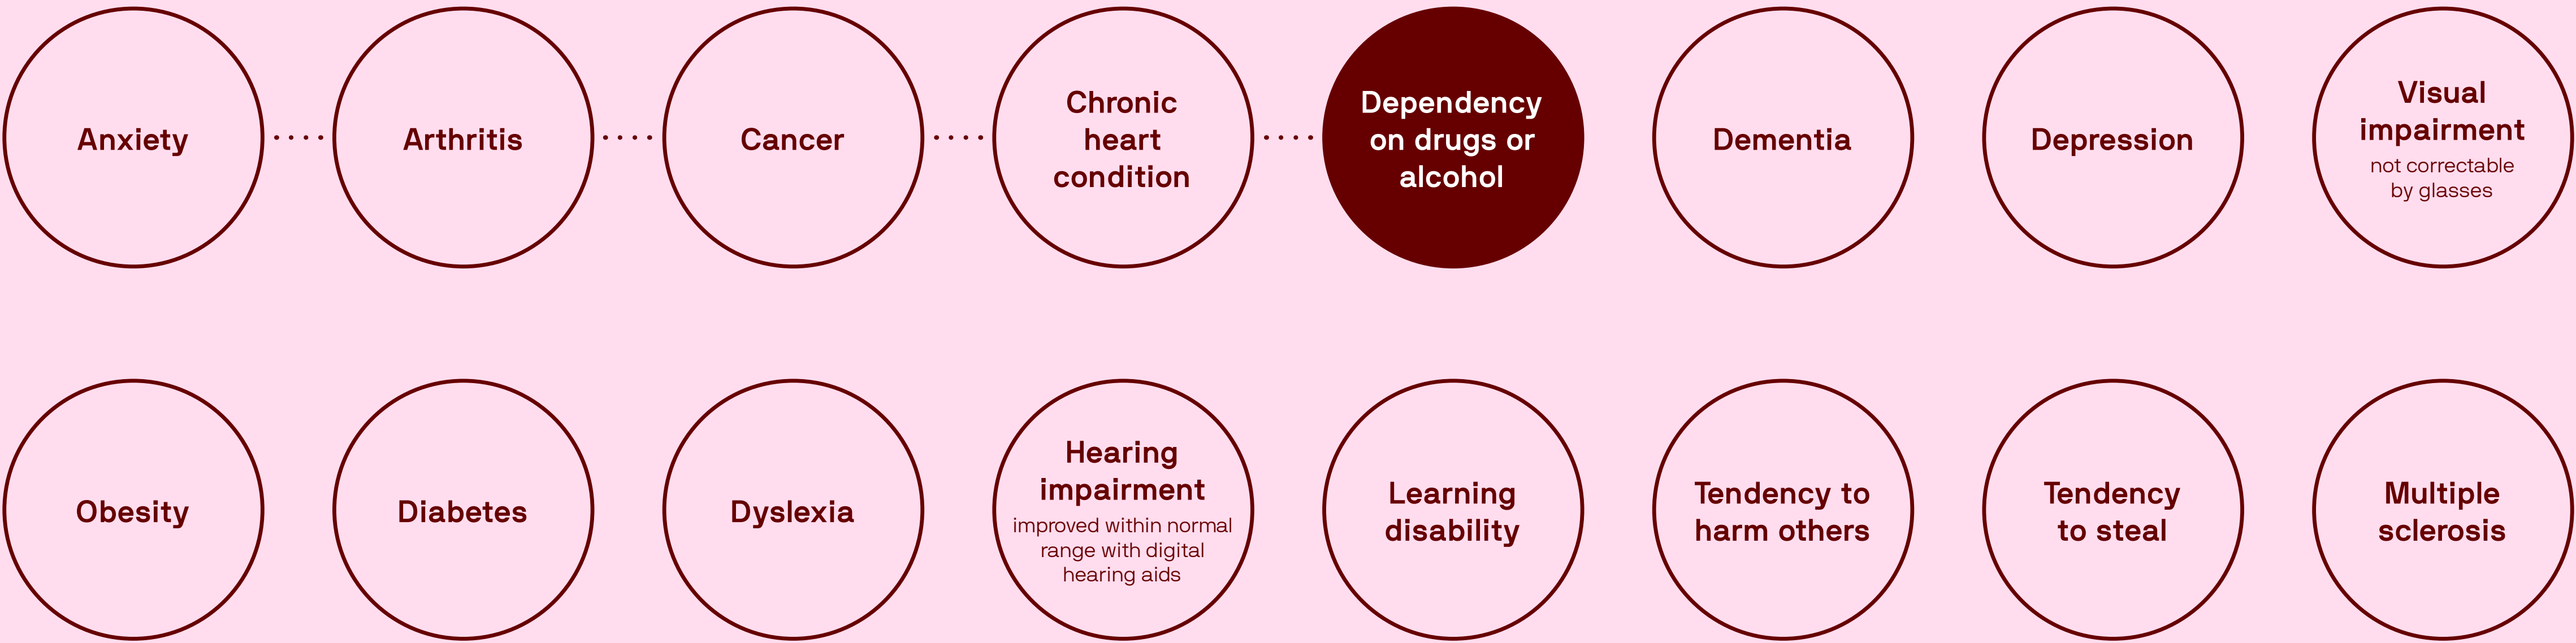 Anxiety
Arthritis
Cancer
Chronic
heart
condition
Dependency
on drugs or
alcohol
Dementia
Depression
Visual
impairment
not correctable
by glasses
Obesity
Diabetes
Dyslexia
Hearing
impairment
improved within normal
range with digital
hearing aids
Learning
disability
Tendency to
harm others
Tendency
to steal
Multiple
sclerosis